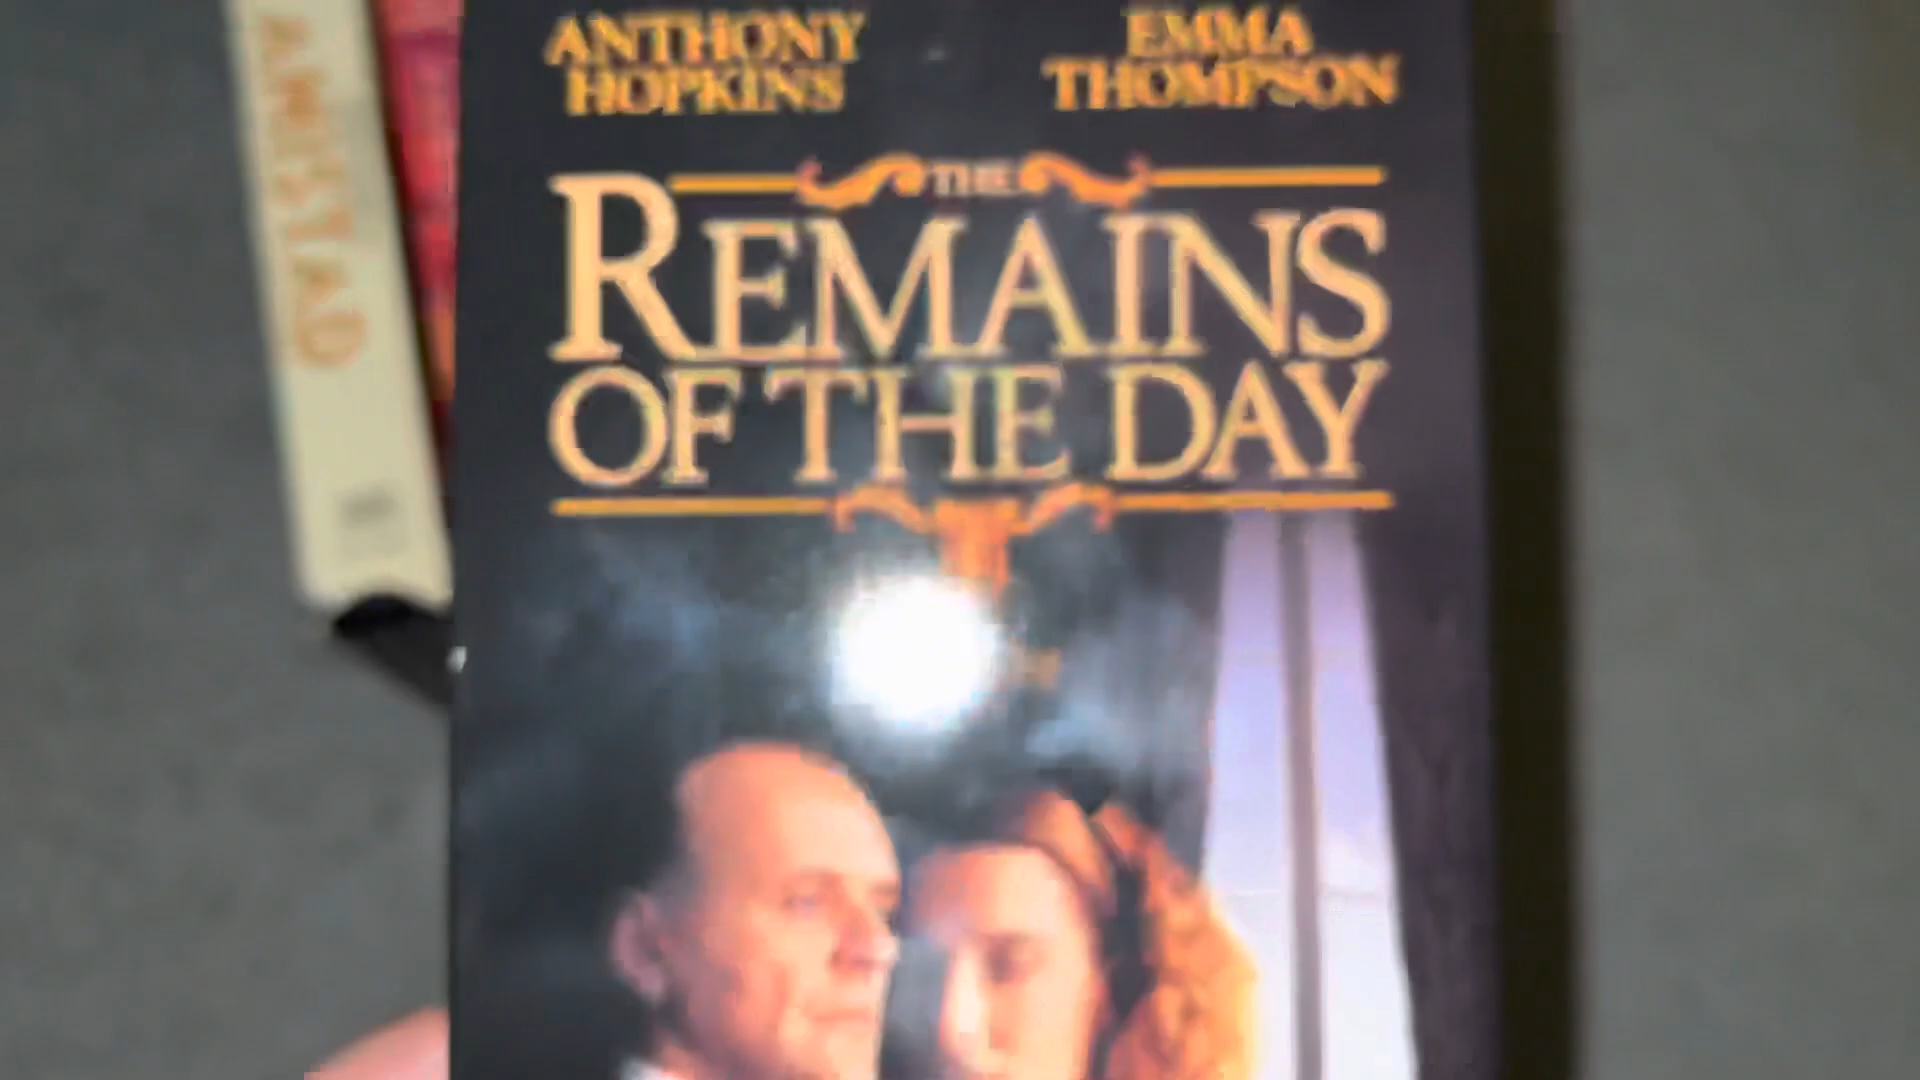 AMISTAD
ANTHONY
HOPKINS
EMMA
THOMPSON
THE
REMAINS
OF THE DAY